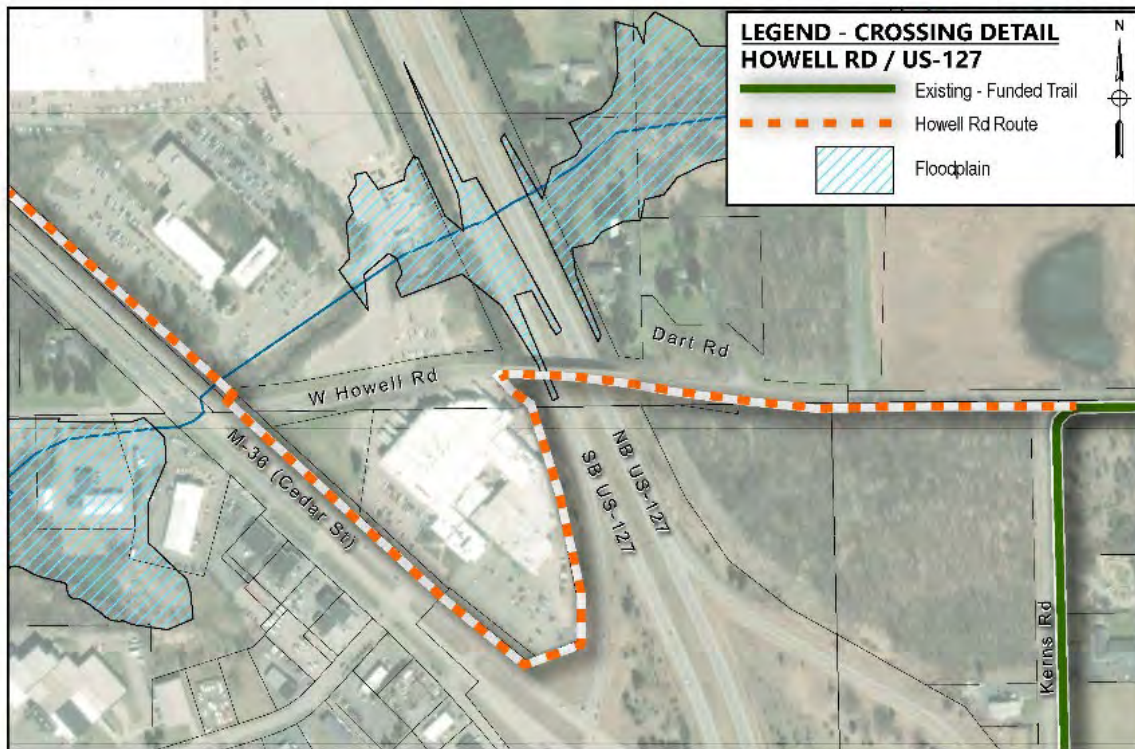 LEGEND - CROSSING DETAIL
HOWELL RD / US-127
N
Existing - Funded Trail
Howell Rd Route
Floodplain
Dart Rd
W Howell Rd
M-36 (Cedar St)
NB US-127
SB US-127
Kerns Rd